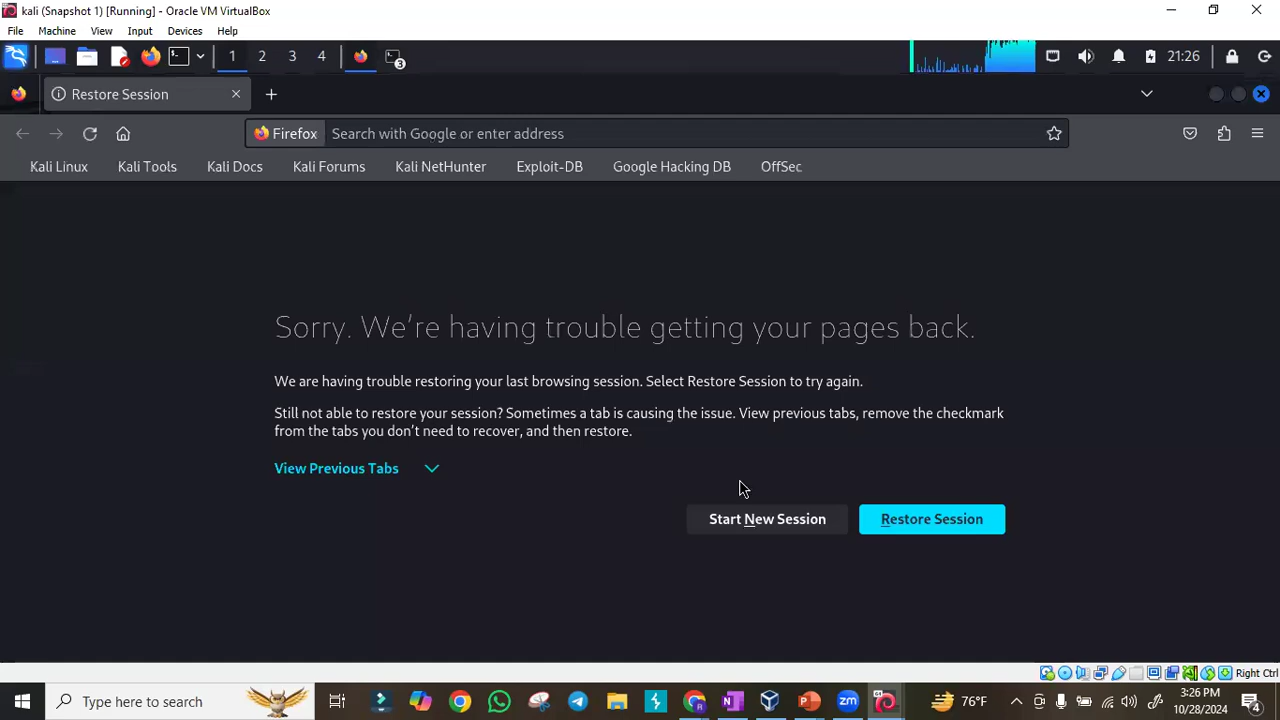 kali (Snapshot 1) [Running] - Oracle VM VirtualBox
File Machine View Input Devices Help
1 2 3 4 3 21:26
Restore Session
Firefox Search with Google or enter address
Kali Linux Kali Tools Kali Docs Kali Forums Kali NetHunter Exploit-DB Google Hacking DB OffSec
Sorry. We're having trouble getting your pages back.
We are having trouble restoring your last browsing session. Select Restore Session to try again.
Still not able to restore your session? Sometimes a tab is causing the issue. View previous tabs, remove the checkmark
from the tabs you don't need to recover, and then restore.
View Previous Tabs
Start New Session Restore Session
Right Ctrl
Type here to search
76°F
3:26 PM
10/28/2024
4